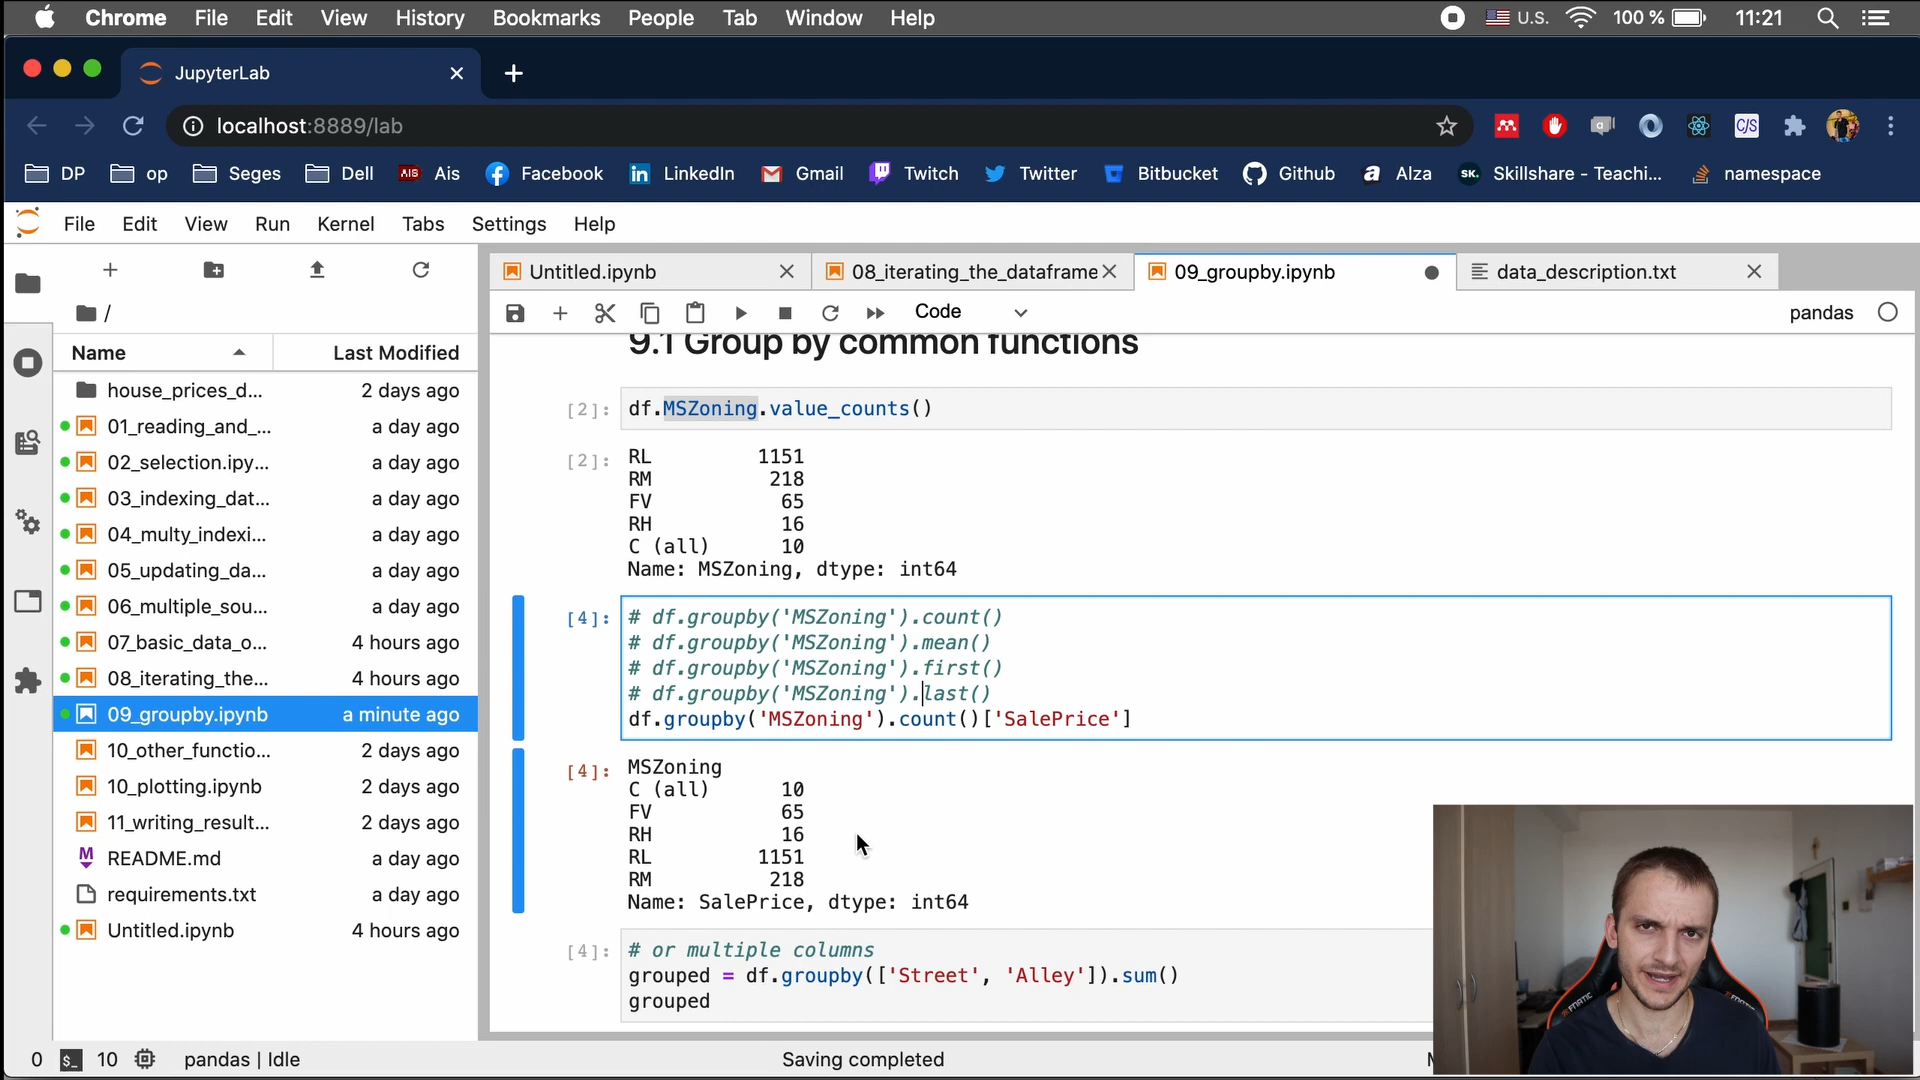 Chrome File Edit View History Bookmarks People Tab Window Help U.S. 100 % 11:21
JupyterLab
localhost:8889/lab
DP op Seges Dell Ais Facebook LinkedIn Gmail Twitch Twitter Bitbucket Github Alza Skillshare - Teachi... namespace
File Edit View Run Kernel Tabs Settings Help
Untitled.ipynb 08_iterating_the_dataframe 09_groupby.ipynb data_description.txt
/
Code
pandas
Name Last Modified
house_prices_d... 2 days ago
01_reading_and_... a day ago
02_selection.ipy... a day ago
03_indexing_dat... a day ago
04_multy_indexi... a day ago
05_updating_da... a day ago
06_multiple_sou... a day ago
07_basic_data_o... 4 hours ago
08_iterating_the... 4 hours ago
09_groupby.ipynb a minute ago
10_other_functio... 2 days ago
10_plotting.ipynb 2 days ago
11_writing_result... 2 days ago
README.md a day ago
requirements.txt a day ago
Untitled.ipynb 4 hours ago
9.1 Group by common functions
[2]: df.MSZoning.value_counts()
[2]: RL 1151
RM 218
FV 65
RH 16
C (all) 10
Name: MSZoning, dtype: int64
[4]: # df.groupby('MSZoning').count()
# df.groupby('MSZoning').mean()
# df.groupby('MSZoning').first()
# df.groupby('MSZoning').last()
df.groupby('MSZoning').count()['SalePrice']
[4]: MSZoning
C (all) 10
FV 65
RH 16
RL 1151
RM 218
Name: SalePrice, dtype: int64
[4]: # or multiple columns
grouped = df.groupby(['Street', 'Alley']).sum()
grouped
0 10 pandas | Idle Saving completed